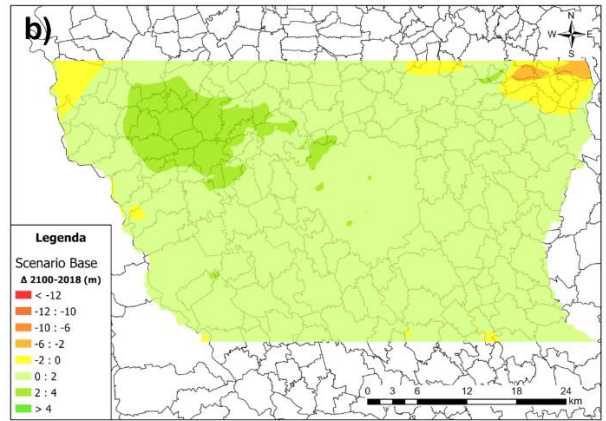 b)
N
W E
S
Legenda
Scenario Base
Δ 2100-2018 (m)
< -12
-12 : -10
-10 : -6
-6 : -2
-2 : 0
0 : 2
2 : 4
> 4
0 3 6 12 18 24
km